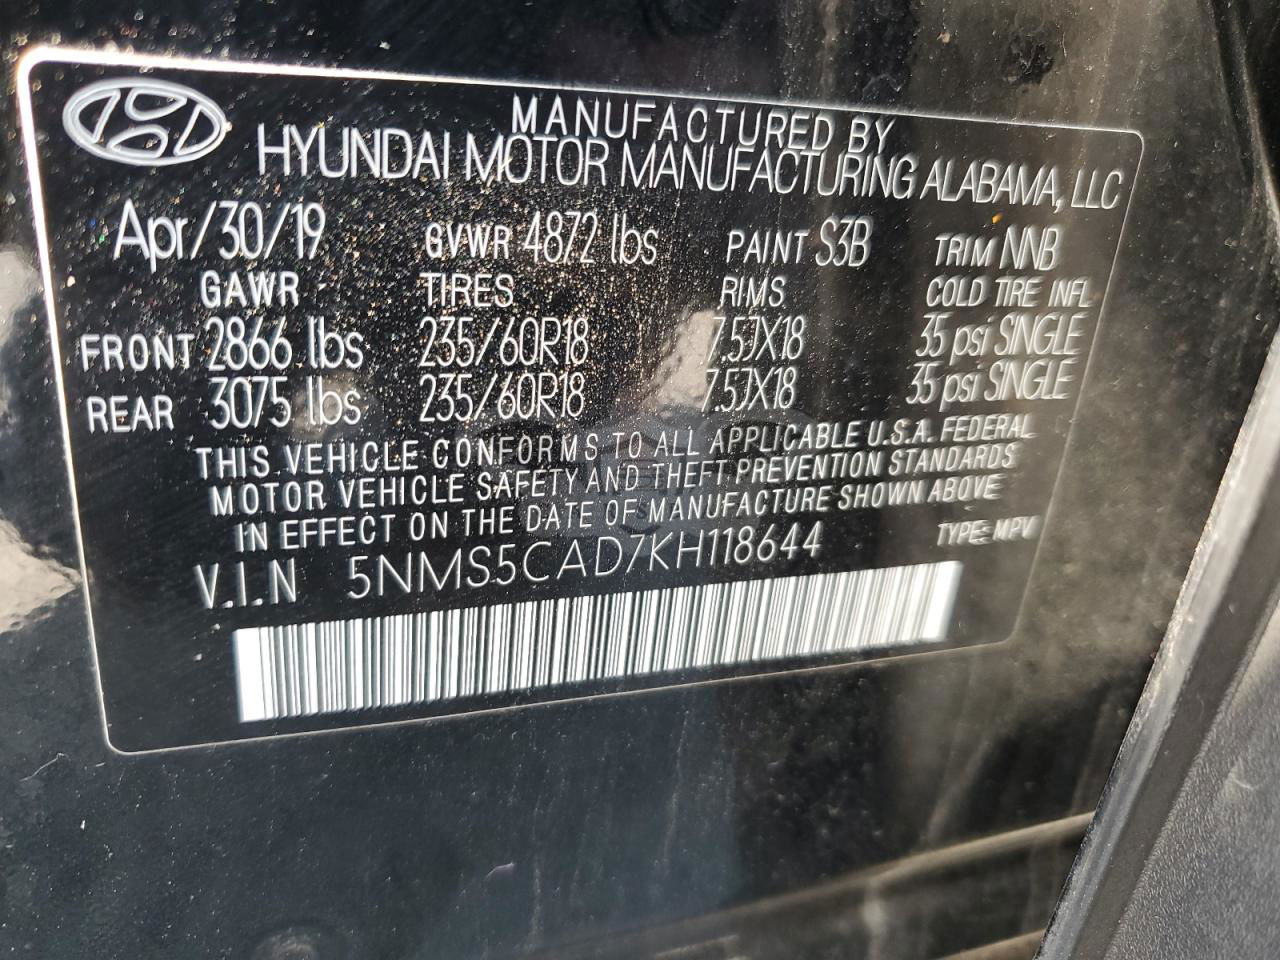 MANUFACTURED BY
HYUNDAI MOTOR MANUFACTURING ALABAMA, LLC
Apr/30/19 GVWR 4872 lbs PAINT S3B TRIM NNB
GAWR TIRES RIMS COLD TIRE INFL
FRONT 2866 lbs 235/60R18 7.5JX18 35 psi SINGLE
REAR 3075 lbs 235/60R18 7.5JX18 35 psi SINGLE
THIS VEHICLE CONFORMS TO ALL APPLICABLE U.S.A. FEDERAL
MOTOR VEHICLE SAFETY AND THEFT PREVENTION STANDARDS
IN EFFECT ON THE DATE OF MANUFACTURE SHOWN ABOVE
V.I.N 5NMS5CAD7KH118644 TYPE: MPV